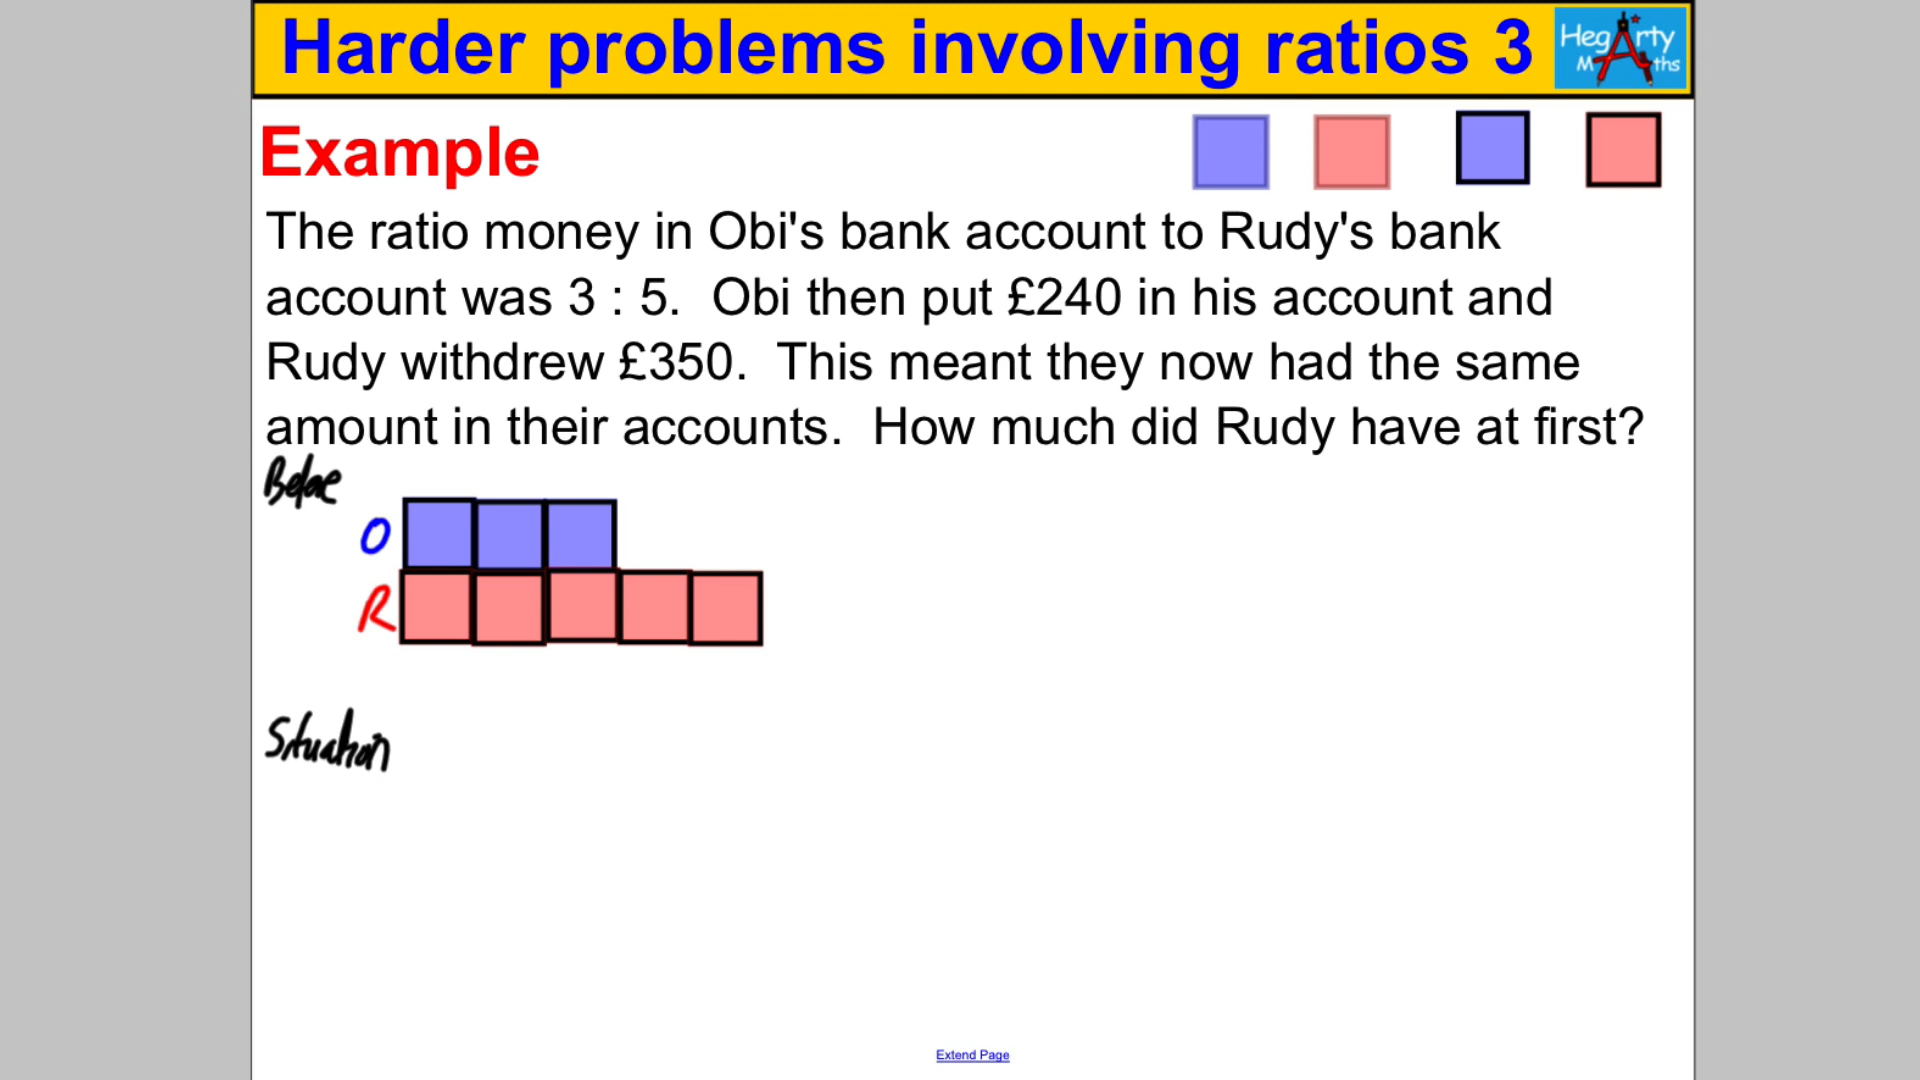 Harder problems involving ratios 3
Hegarty
Maths
Example
The ratio money in Obi's bank account to Rudy's bank
account was 3 : 5. Obi then put £240 in his account and
Rudy withdrew £350. This meant they now had the same
amount in their accounts. How much did Rudy have at first?
Before
O
R
Situation
Extend Page